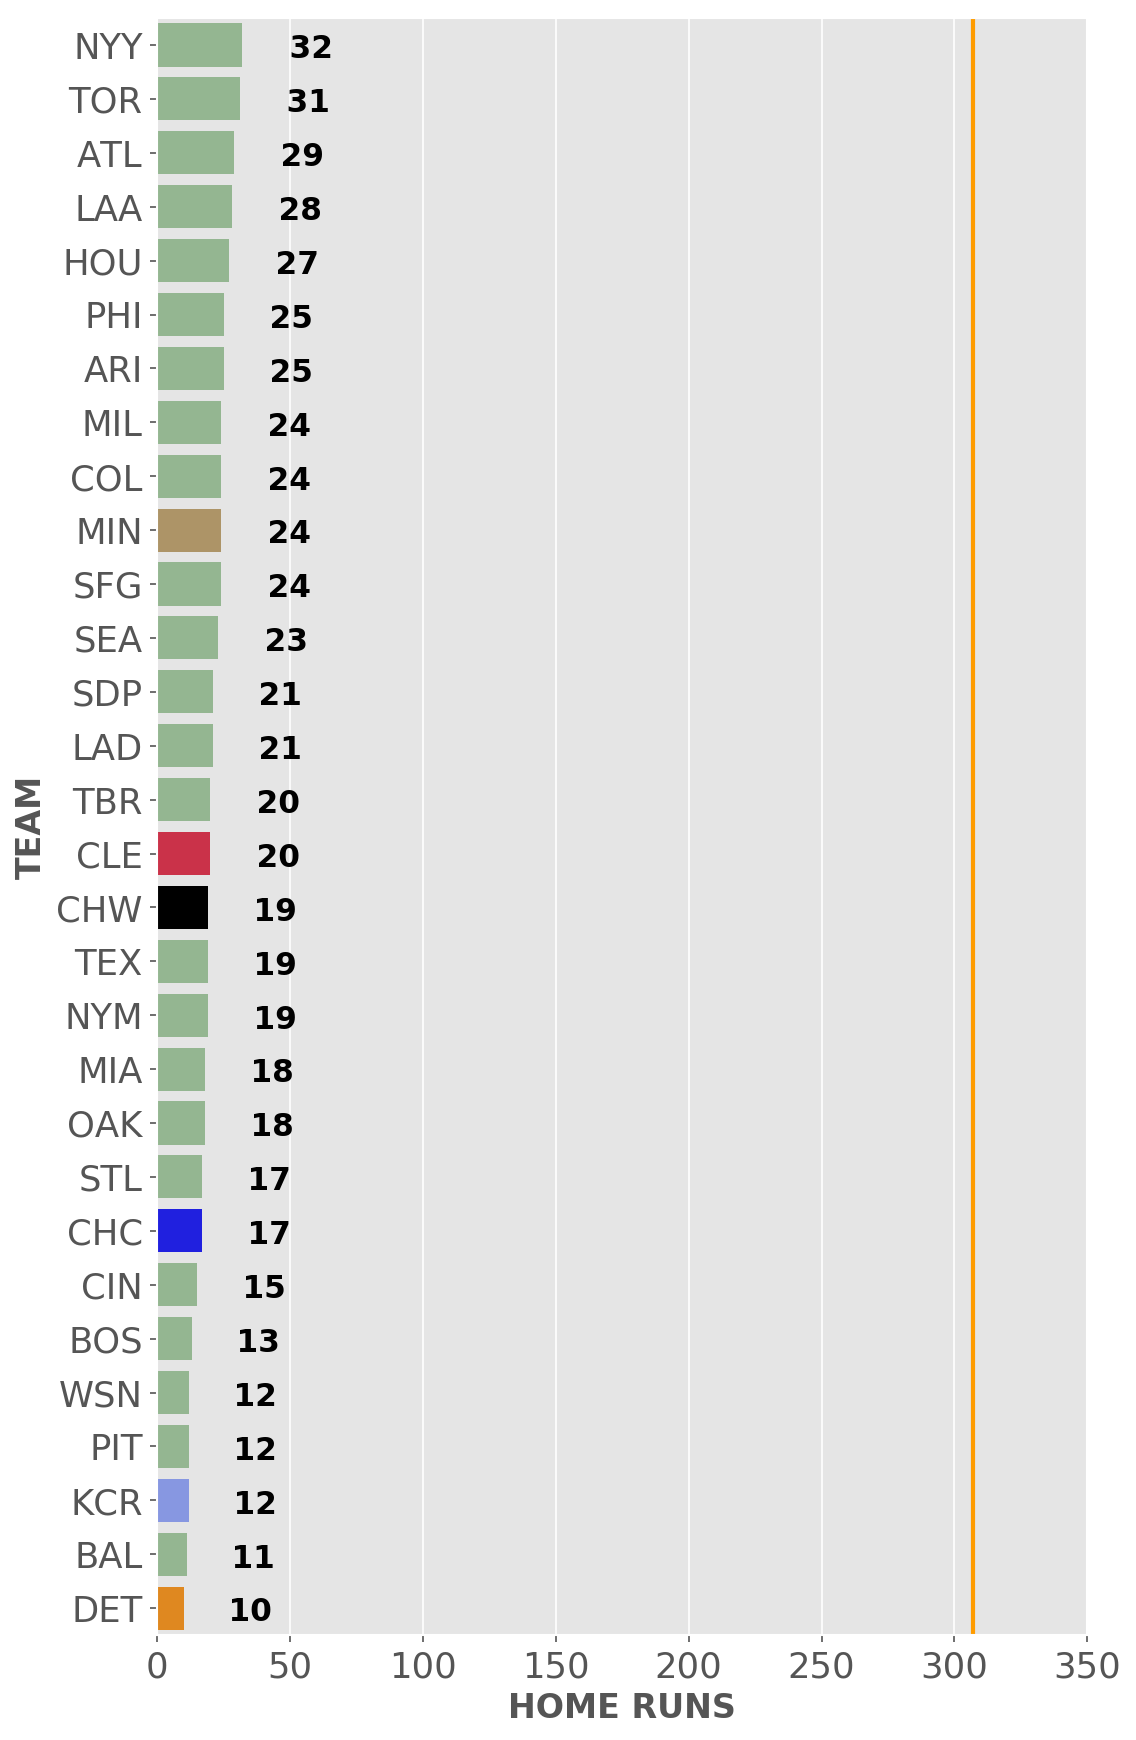 NYY 32
TOR 31
ATL 29
LAA 28
HOU 27
PHI 25
ARI 25
MIL 24
COL 24
MIN 24
SFG 24
SEA 23
SDP 21
LAD 21
TBR 20
CLE 20
CHW 19
TEX 19
NYM 19
MIA 18
OAK 18
STL 17
CHC 17
CIN 15
BOS 13
WSN 12
PIT 12
KCR 12
BAL 11
DET 10
TEAM
0 50 100 150 200 250 300 350
HOME RUNS